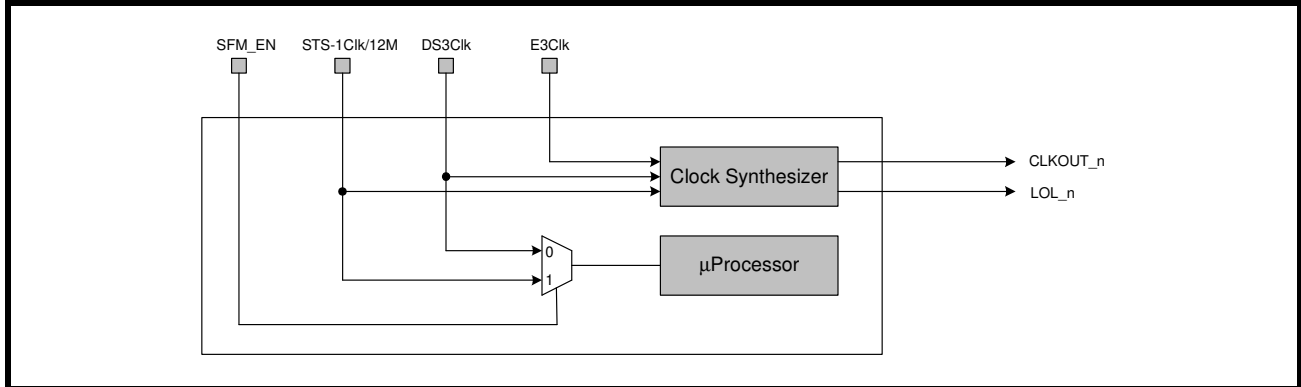 SFM_EN STS-1Clk/12M DS3Clk E3Clk
Clock Synthesizer
CLKOUT_n
LOL_n
0
1
µProcessor